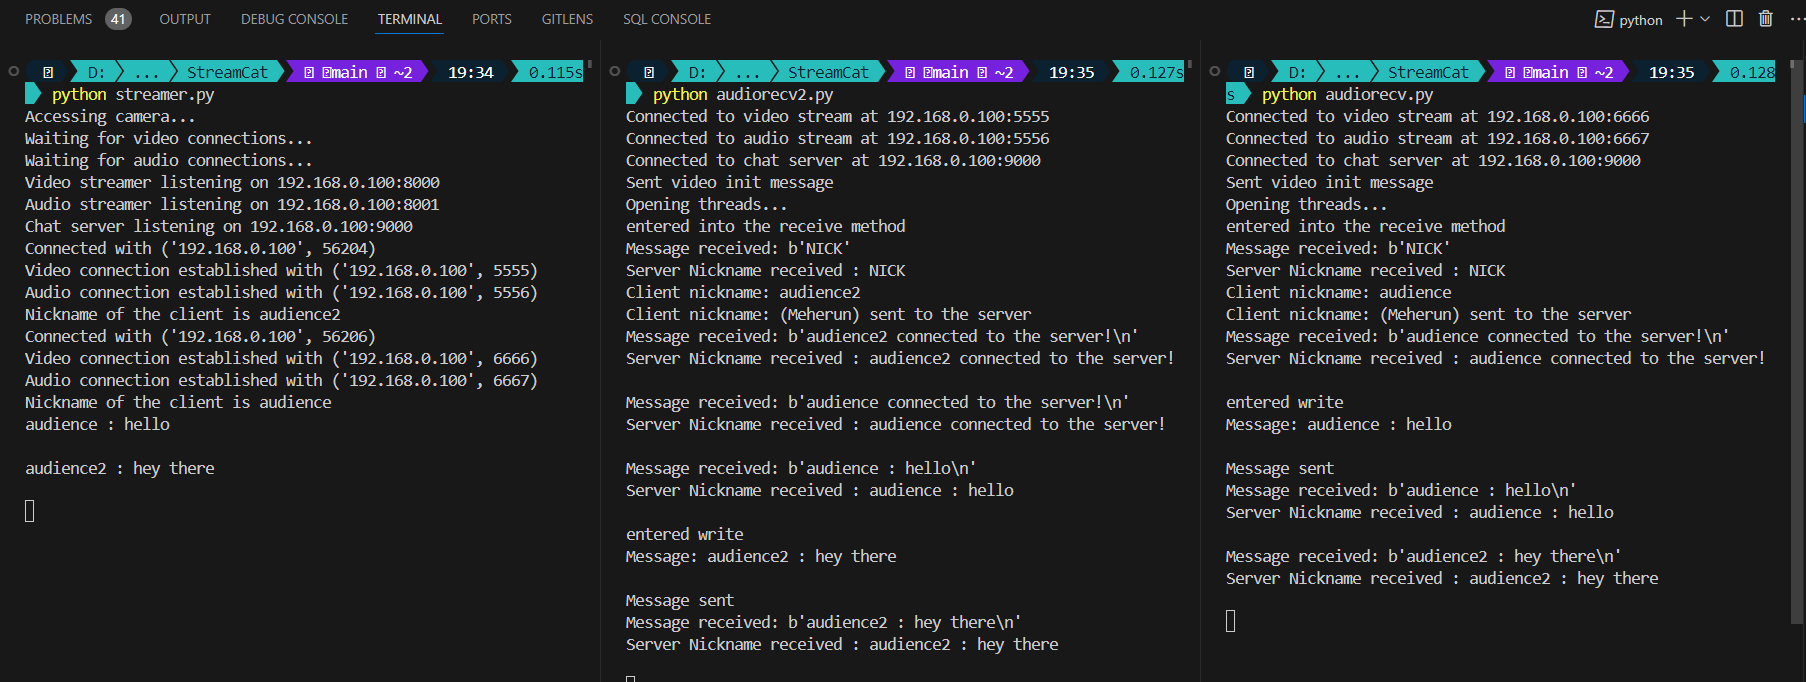 PROBLEMS 41 OUTPUT DEBUG CONSOLE TERMINAL PORTS GITLENS SQL CONSOLE python
D: ... StreamCat main ~2 19:34 0.115s
python streamer.py
Accessing camera...
Waiting for video connections...
Waiting for audio connections...
Video streamer listening on 192.168.0.100:8000
Audio streamer listening on 192.168.0.100:8001
Chat server listening on 192.168.0.100:9000
Connected with ('192.168.0.100', 56204)
Video connection established with ('192.168.0.100', 5555)
Audio connection established with ('192.168.0.100', 5556)
Nickname of the client is audience2
Connected with ('192.168.0.100', 56206)
Video connection established with ('192.168.0.100', 6666)
Audio connection established with ('192.168.0.100', 6667)
Nickname of the client is audience
audience : hello
audience2 : hey there
D: ... StreamCat main ~2 19:35 0.127s
python audiorecv2.py
Connected to video stream at 192.168.0.100:5555
Connected to audio stream at 192.168.0.100:5556
Connected to chat server at 192.168.0.100:9000
Sent video init message
Opening threads...
entered into the receive method
Message received: b'NICK'
Server Nickname received : NICK
Client nickname: audience2
Client nickname: (Meherun) sent to the server
Message received: b'audience2 connected to the server!\n'
Server Nickname received : audience2 connected to the server!
Message received: b'audience connected to the server!\n'
Server Nickname received : audience connected to the server!
Message received: b'audience : hello\n'
Server Nickname received : audience : hello
entered write
Message: audience2 : hey there
Message sent
Message received: b'audience2 : hey there\n'
Server Nickname received : audience2 : hey there
D: ... StreamCat main ~2 19:35 0.128
s python audiorecv.py
Connected to video stream at 192.168.0.100:6666
Connected to audio stream at 192.168.0.100:6667
Connected to chat server at 192.168.0.100:9000
Sent video init message
Opening threads...
entered into the receive method
Message received: b'NICK'
Server Nickname received : NICK
Client nickname: audience
Client nickname: (Meherun) sent to the server
Message received: b'audience connected to the server!\n'
Server Nickname received : audience connected to the server!
entered write
Message: audience : hello
Message sent
Message received: b'audience : hello\n'
Server Nickname received : audience : hello
Message received: b'audience2 : hey there\n'
Server Nickname received : audience2 : hey there